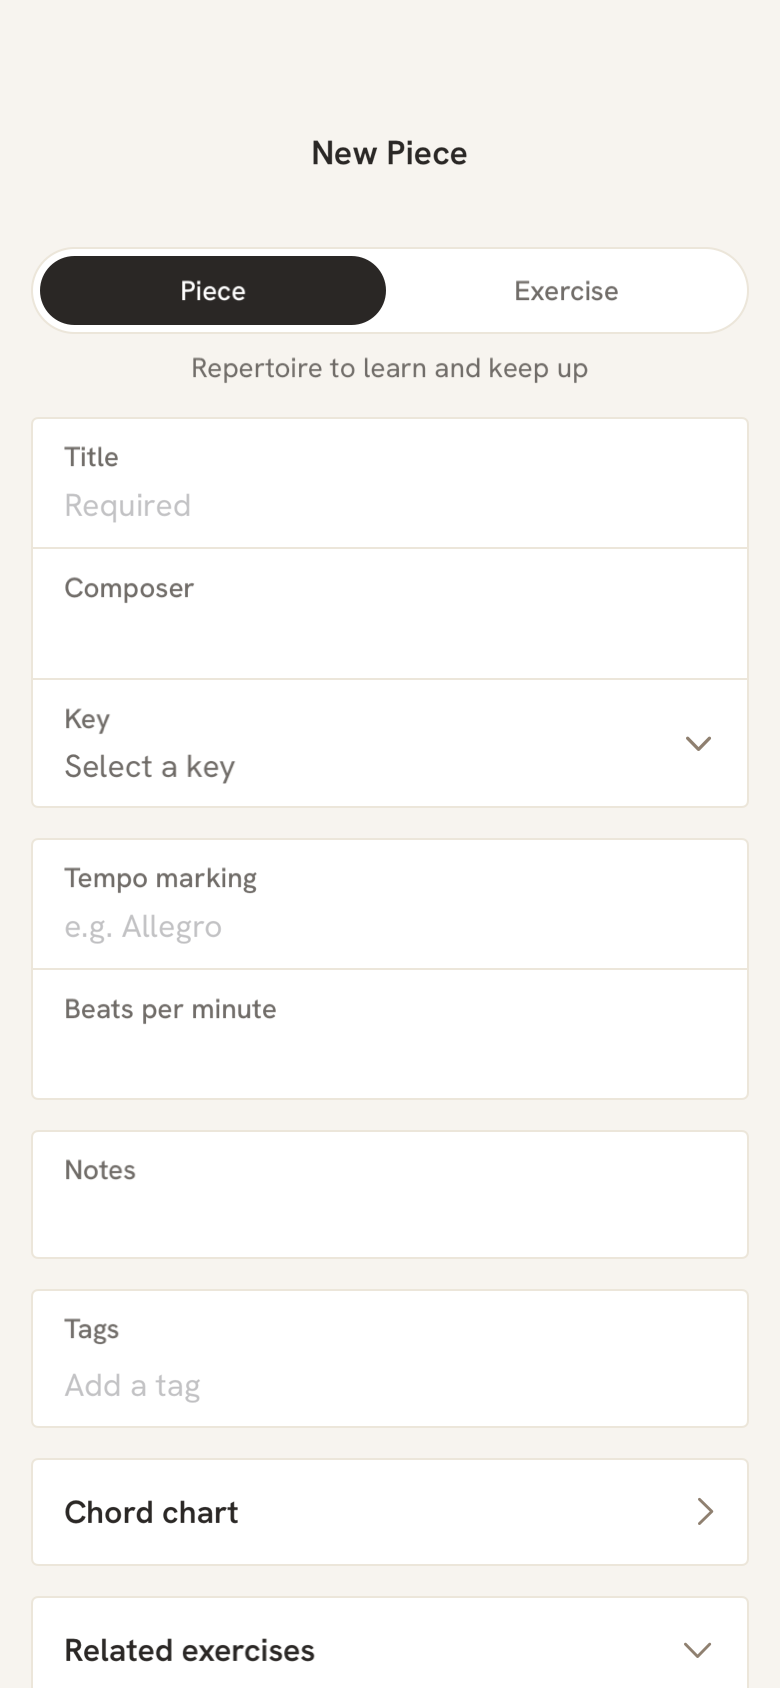 New Piece
Piece
Exercise
Repertoire to learn and keep up
Title
Required
Composer
Key
Select a key
Tempo marking
e.g. Allegro
Beats per minute
Notes
Tags
Add a tag
Chord chart
Related exercises